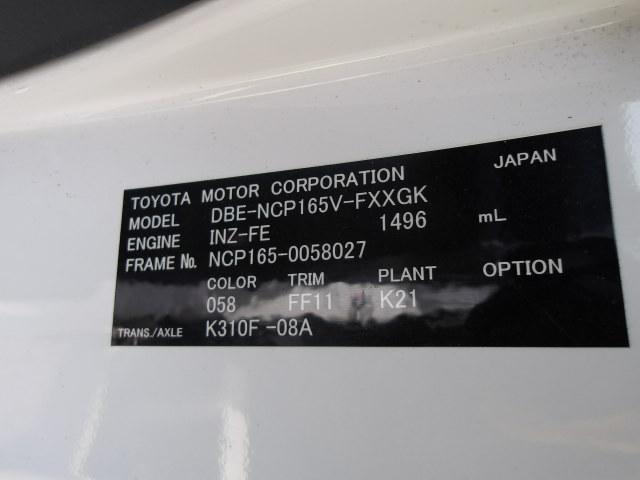 TOYOTA MOTOR CORPORATION JAPAN
MODEL DBE-NCP165V-FXXGK
ENGINE INZ-FE 1496 mL
FRAME No. NCP165-0058027
COLOR TRIM PLANT OPTION
058 FF11 K21
TRANS./AXLE K310F -08A